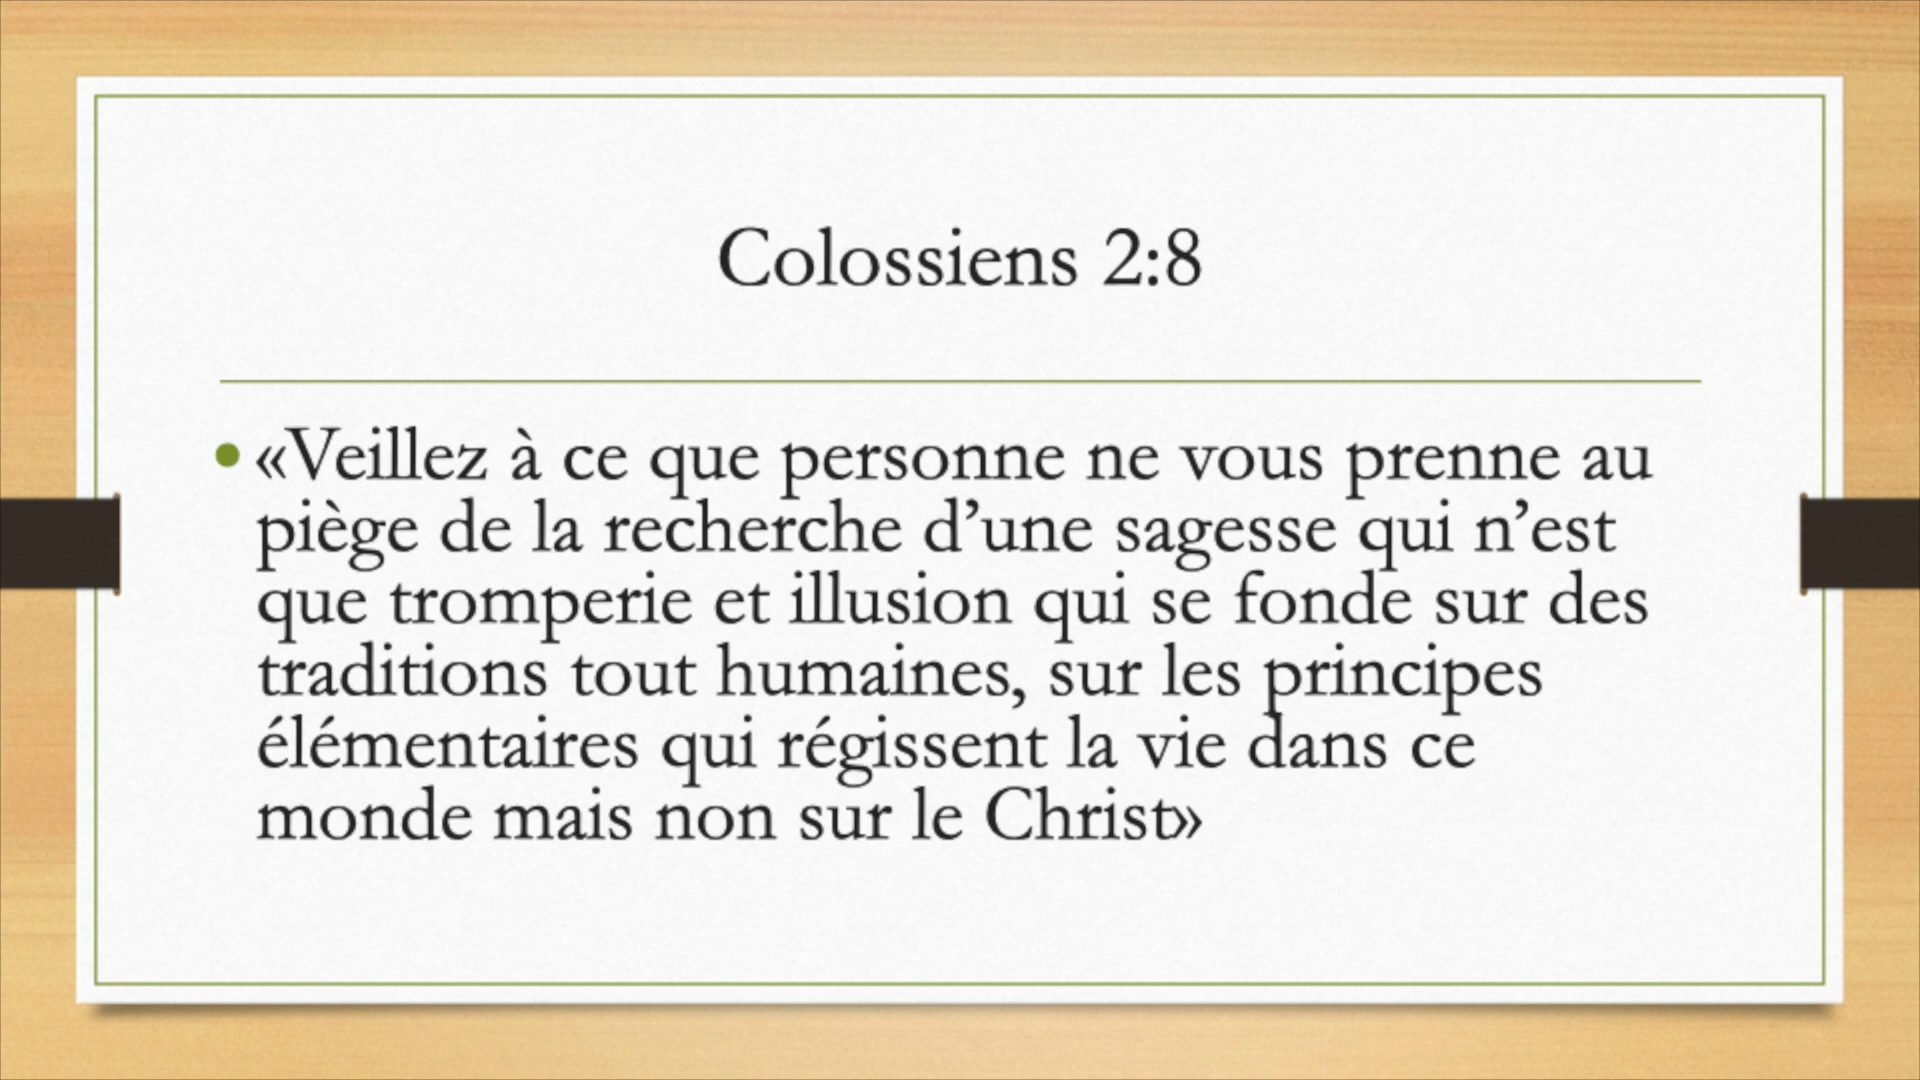 Colossiens 2:8
• «Veillez à ce que personne ne vous prenne au
piège de la recherche d’une sagesse qui n’est
que tromperie et illusion qui se fonde sur des
traditions tout humaines, sur les principes
élémentaires qui régissent la vie dans ce
monde mais non sur le Christ»